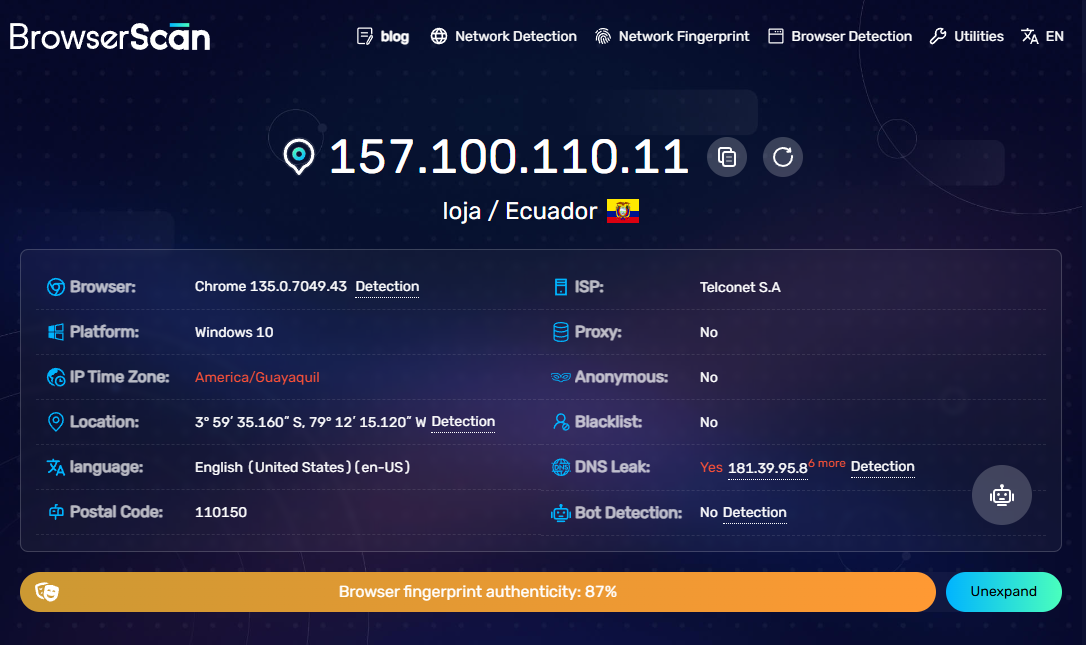 BrowserScan blog Network Detection Network Fingerprint Browser Detection Utilities EN
157.100.110.11
loja / Ecuador
Browser: Chrome 135.0.7049.43 Detection
ISP: Telconet S.A
Platform: Windows 10
Proxy: No
IP Time Zone: America/Guayaquil
Anonymous: No
Location: 3° 59′ 35.160″ S, 79° 12′ 15.120″ W Detection
Blacklist: No
language: English (United States) (en-US)
DNS Leak: Yes 181.39.95.8 6 more Detection
Postal Code: 110150
Bot Detection: No Detection
Browser fingerprint authenticity: 87%
Unexpand